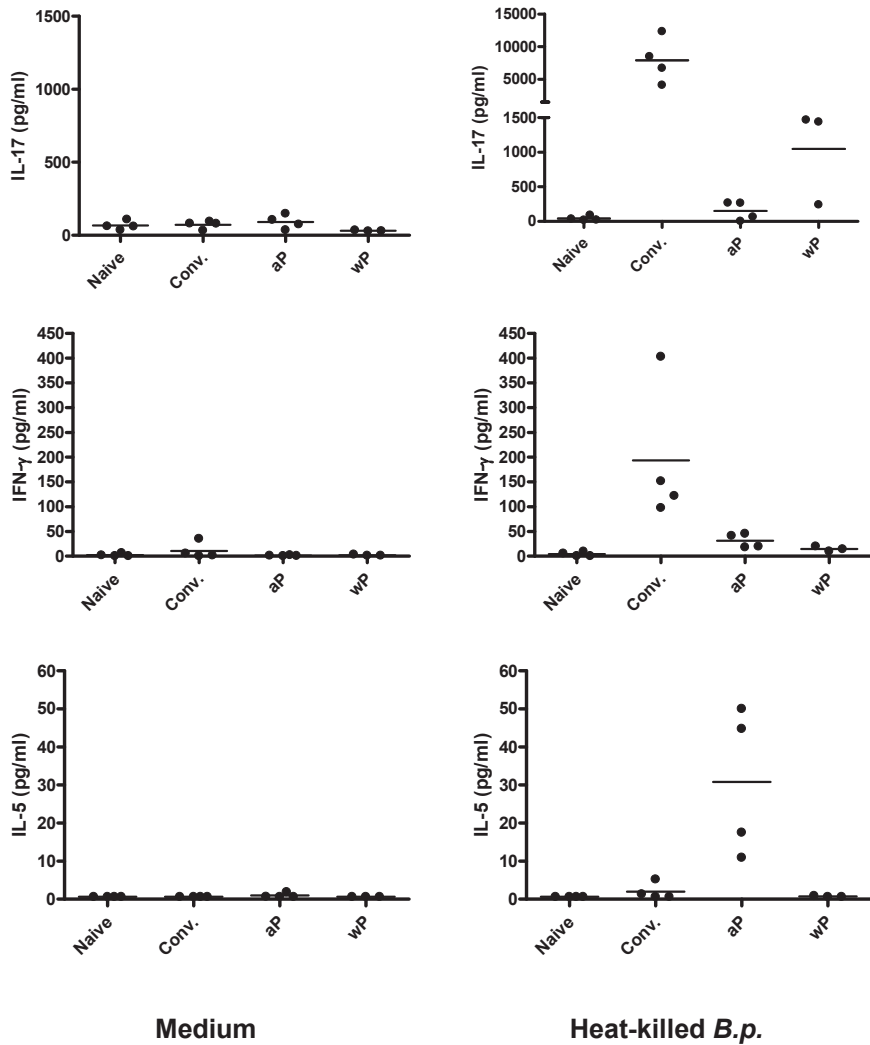 1500
1000
500
0
IL-17 (pg/ml)
Naive
Conv.
aP
wP
15000
10000
5000
1500
1000
500
0
IL-17 (pg/ml)
Naive
Conv.
aP
wP
450
400
350
300
250
200
150
100
50
0
IFN-γ (pg/ml)
Naive
Conv.
aP
wP
450
400
350
300
250
200
150
100
50
0
IFN-γ (pg/ml)
Naive
Conv.
aP
wP
60
50
40
30
20
10
0
IL-5 (pg/ml)
Naive
Conv.
aP
wP
60
50
40
30
20
10
0
IL-5 (pg/ml)
Naive
Conv.
aP
wP
Medium
Heat-killed B.p.